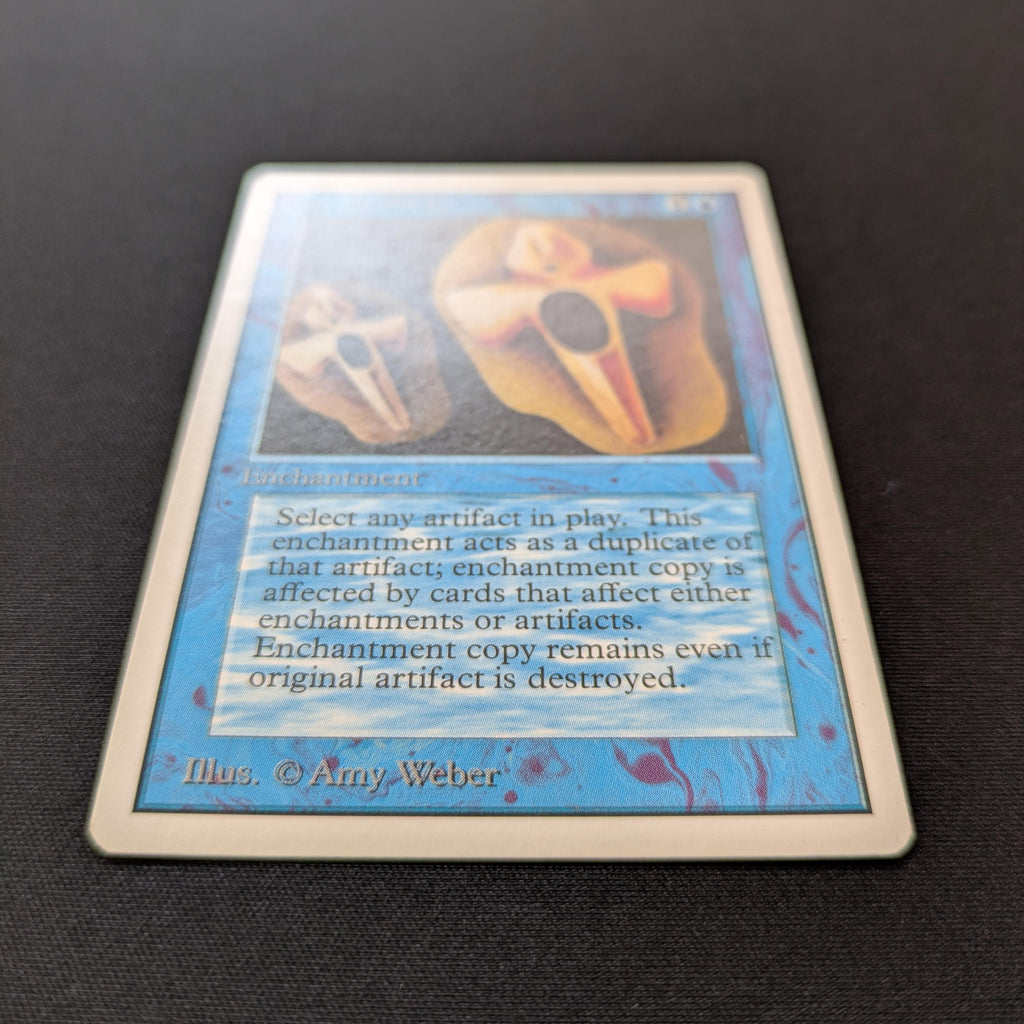 Enchantment
Select any artifact in play. This
enchantment acts as a duplicate of
that artifact; enchantment copy is
affected by cards that affect either
enchantments or artifacts.
Enchantment copy remains even if
original artifact is destroyed.
Illus. © Amy Weber